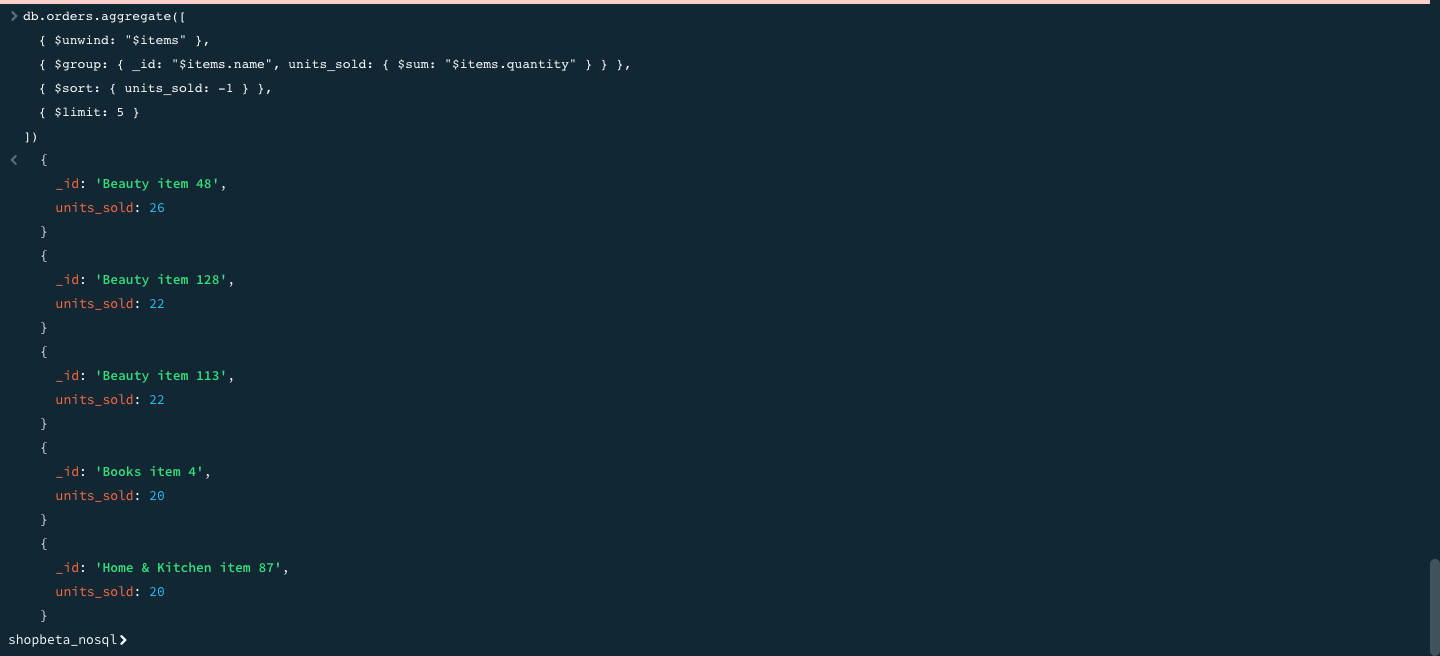 db.orders.aggregate([
{ $unwind: "$items" },
{ $group: { _id: "$items.name", units_sold: { $sum: "$items.quantity" } } },
{ $sort: { units_sold: -1 } },
{ $limit: 5 }
])
{
_id: 'Beauty item 48',
units_sold: 26
}
{
_id: 'Beauty item 128',
units_sold: 22
}
{
_id: 'Beauty item 113',
units_sold: 22
}
{
_id: 'Books item 4',
units_sold: 20
}
{
_id: 'Home & Kitchen item 87',
units_sold: 20
}
shopbeta_nosql>